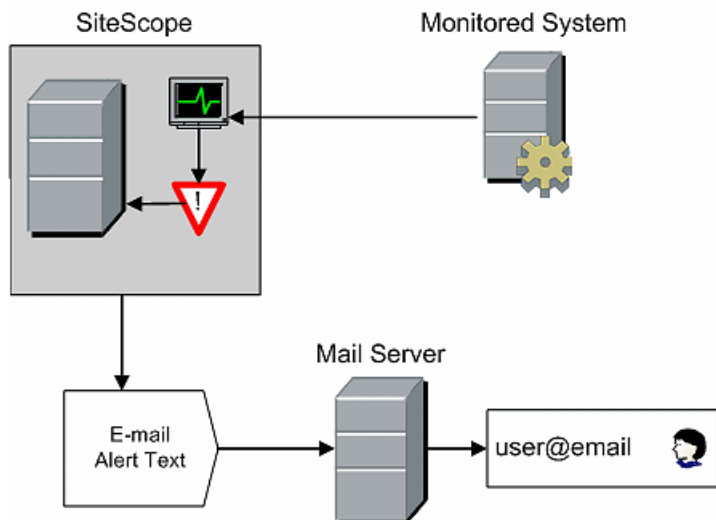 SiteScope
Monitored System
!
Mail Server
E-mail
Alert Text
user@email